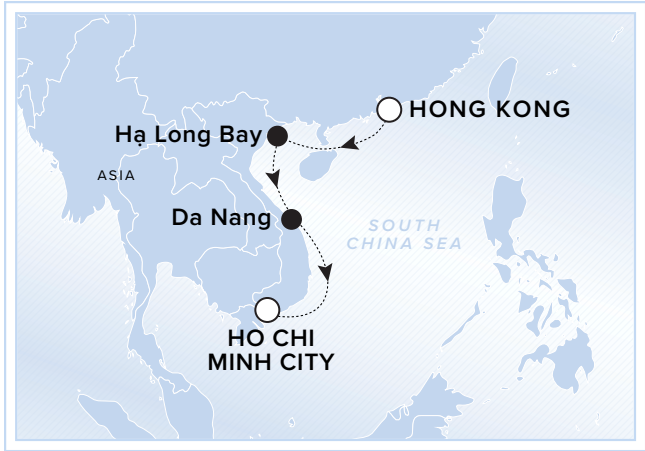 HONG KONG
Hạ Long Bay
ASIA
Da Nang
SOUTH
CHINA SEA
HO CHI
MINH CITY